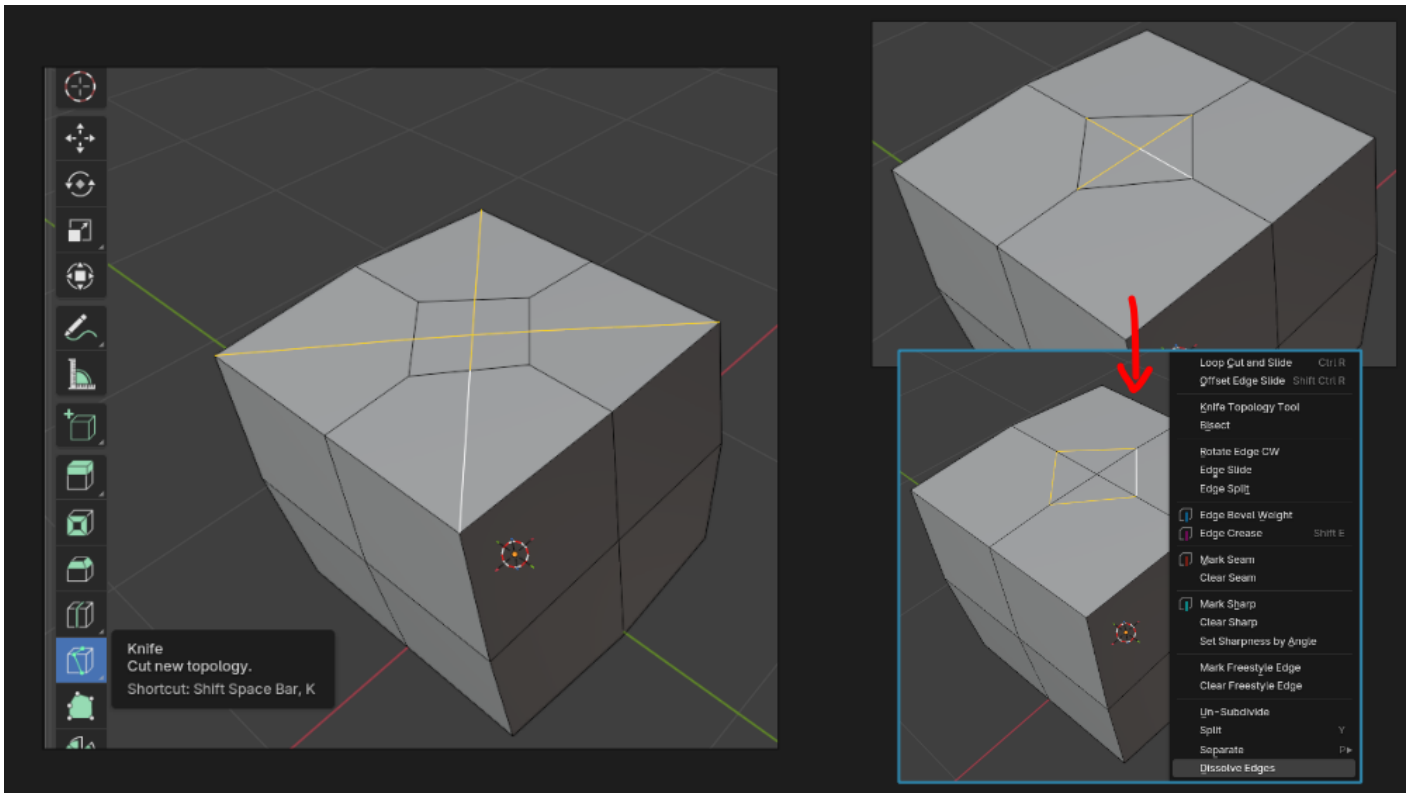 Knife
Cut new topology.
Shortcut: Shift Space Bar, K
Loop Cut and Slide Ctrl R
Offset Edge Slide Shift Ctrl R
Knife Topology Tool
Bisect
Rotate Edge CW
Edge Slide
Edge Split
Edge Bevel Weight
Edge Crease Shift E
Mark Seam
Clear Seam
Mark Sharp
Clear Sharp
Set Sharpness by Angle
Mark Freestyle Edge
Clear Freestyle Edge
Un-Subdivide
Split Y
Separate P
Dissolve Edges